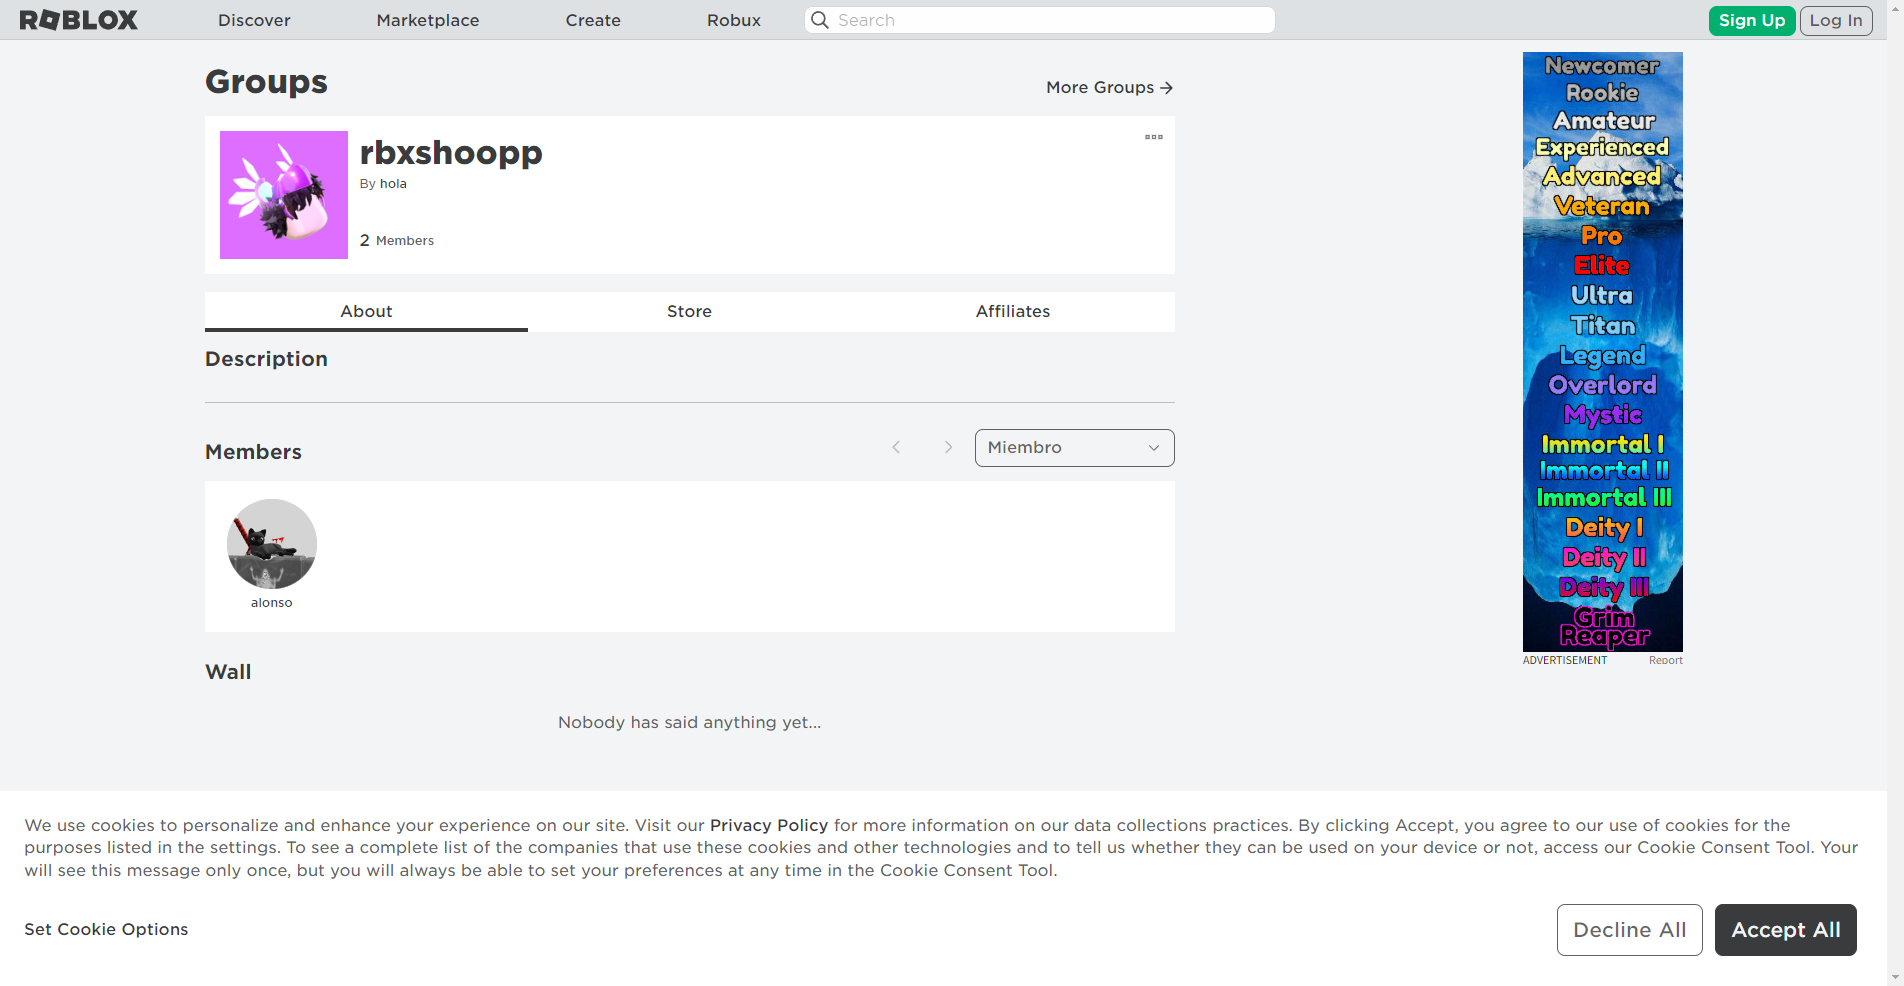 ROBLOX
Discover
Marketplace
Create
Robux
Search
Sign Up
Log In
Groups
More Groups
rbxshoopp
By hola
2 Members
About
Store
Affiliates
Description
Members
Miembro
alonso
Wall
Nobody has said anything yet...
Newcomer
Rookie
Amateur
Experienced
Advanced
Veteran
Pro
Elite
Ultra
Titan
Legend
Overlord
Mystic
Immortal I
Immortal II
Immortal III
Deity I
Deity II
Deity III
Grim
Reaper
ADVERTISEMENT
Report
We use cookies to personalize and enhance your experience on our site. Visit our Privacy Policy for more information on our data collections practices. By clicking Accept, you agree to our use of cookies for the
purposes listed in the settings. To see a complete list of the companies that use these cookies and other technologies and to tell us whether they can be used on your device or not, access our Cookie Consent Tool. Your
will see this message only once, but you will always be able to set your preferences at any time in the Cookie Consent Tool.
Set Cookie Options
Decline All
Accept All